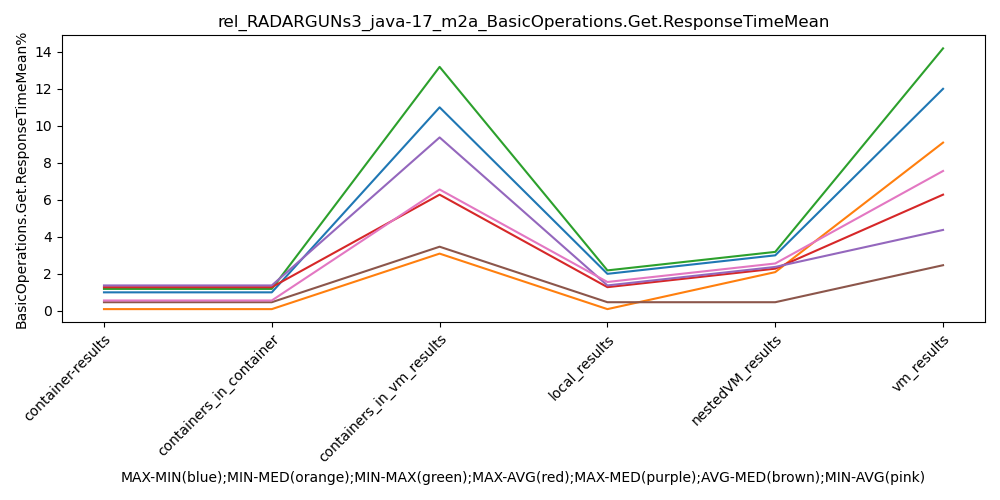 rel_RADARGUNs3_java-17_m2a_BasicOperations.Get.ResponseTimeMean
BasicOperations.Get.ResponseTimeMean%
14
12
10
8
6
4
2
0
container-results
containers_in_container
containers_in_vm_results
local_results
nestedVM_results
vm_results
MAX-MIN(blue);MIN-MED(orange);MIN-MAX(green);MAX-AVG(red);MAX-MED(purple);AVG-MED(brown);MIN-AVG(pink)